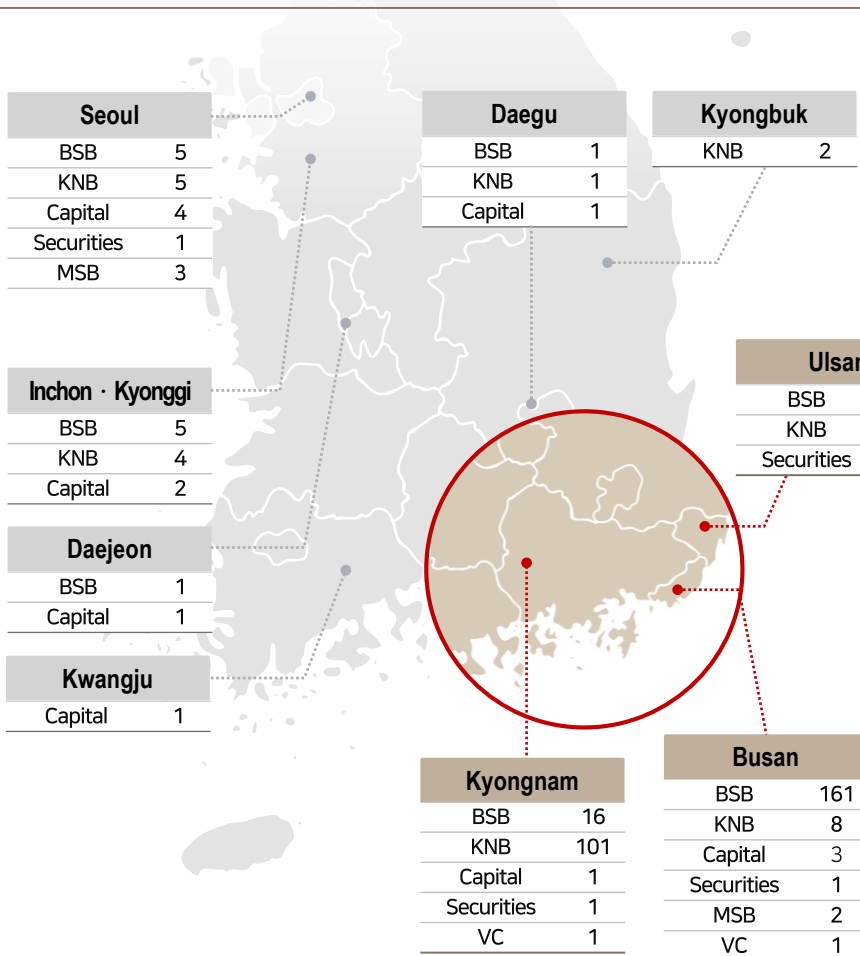 Seoul
BSB 5
KNB 5
Capital 4
Securities 1
MSB 3
Daegu
BSB 1
KNB 1
Capital 1
Kyongbuk
KNB 2
Inchon · Kyonggi
BSB 5
KNB 4
Capital 2
Ulsan
BSB
KNB
Securities
Daejeon
BSB 1
Capital 1
Kwangju
Capital 1
Kyongnam
BSB 16
KNB 101
Capital 1
Securities 1
VC 1
Busan
BSB 161
KNB 8
Capital 3
Securities 1
MSB 2
VC 1